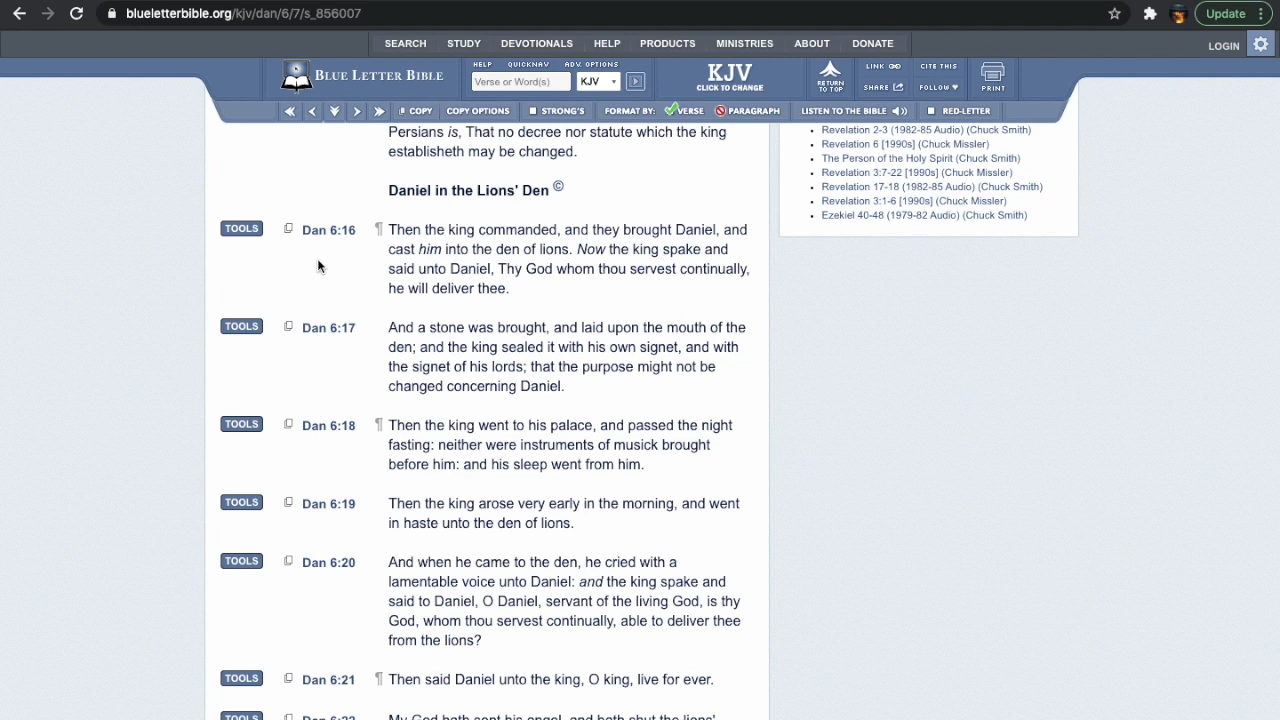 blueletterbible.org/kjv/dan/6/7/s_856007
Update
SEARCH STUDY DEVOTIONALS HELP PRODUCTS MINISTRIES ABOUT DONATE
LOGIN
BLUE LETTER BIBLE
HELP QUICKNAV ADV. OPTIONS
Verse or Word(s) KJV
KJV
CLICK TO CHANGE
RETURN
TO TOP
LINK CITE THIS
SHARE FOLLOW
PRINT
COPY COPY OPTIONS STRONG'S FORMAT BY: VERSE PARAGRAPH LISTEN TO THE BIBLE RED-LETTER
Persians is, That no decree nor statute which the king
establisheth may be changed.
Daniel in the Lions' Den ©
TOOLS Dan 6:16 ¶ Then the king commanded, and they brought Daniel, and
cast him into the den of lions. Now the king spake and
said unto Daniel, Thy God whom thou servest continually,
he will deliver thee.
TOOLS Dan 6:17 And a stone was brought, and laid upon the mouth of the
den; and the king sealed it with his own signet, and with
the signet of his lords; that the purpose might not be
changed concerning Daniel.
TOOLS Dan 6:18 ¶ Then the king went to his palace, and passed the night
fasting: neither were instruments of musick brought
before him: and his sleep went from him.
TOOLS Dan 6:19 Then the king arose very early in the morning, and went
in haste unto the den of lions.
TOOLS Dan 6:20 And when he came to the den, he cried with a
lamentable voice unto Daniel: and the king spake and
said to Daniel, O Daniel, servant of the living God, is thy
God, whom thou servest continually, able to deliver thee
from the lions?
TOOLS Dan 6:21 ¶ Then said Daniel unto the king, O king, live for ever.
TOOLS Dan 6:22 My God hath sent his angel, and hath shut the lions'
Revelation 2-3 (1982-85 Audio) (Chuck Smith)
Revelation 6 [1990s] (Chuck Missler)
The Person of the Holy Spirit (Chuck Smith)
Revelation 3:7-22 [1990s] (Chuck Missler)
Revelation 17-18 (1982-85 Audio) (Chuck Smith)
Revelation 3:1-6 [1990s] (Chuck Missler)
Ezekiel 40-48 (1979-82 Audio) (Chuck Smith)